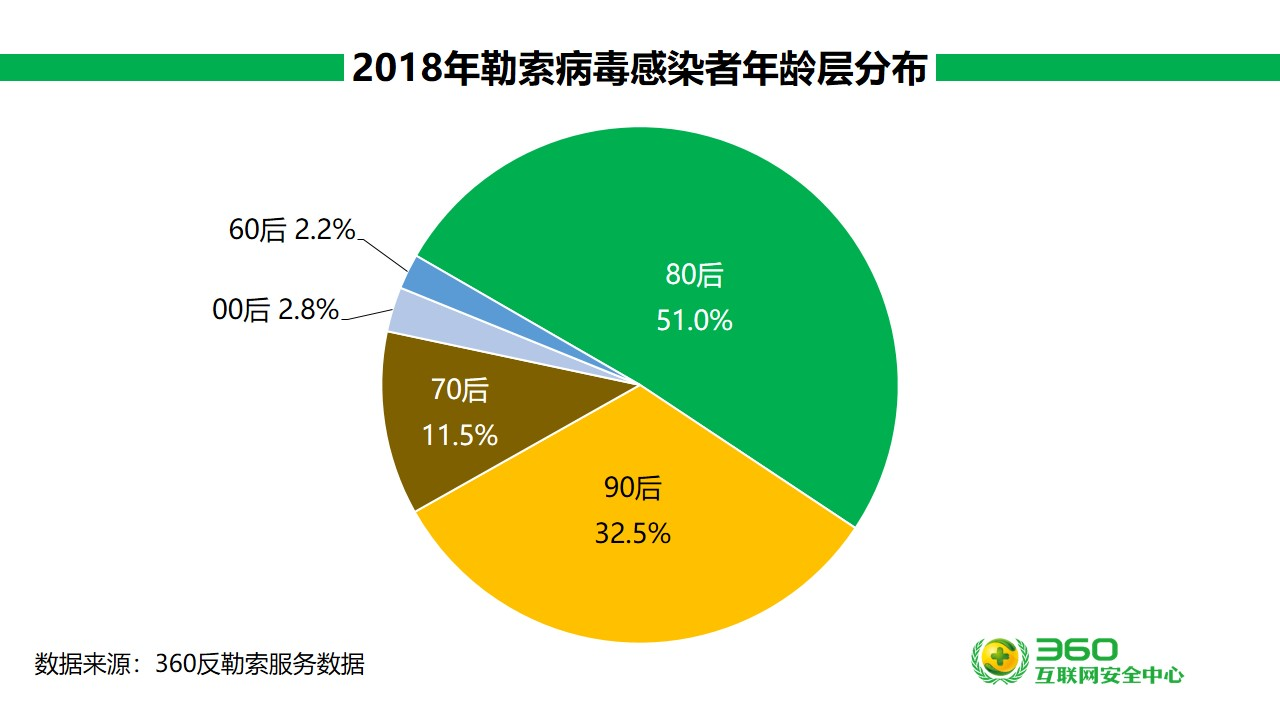 2018年勒索病毒感染者年龄层分布
60后 2.2%
00后 2.8%
80后
51.0%
70后
11.5%
90后
32.5%
数据来源：360反勒索服务数据
360
互联网安全中心